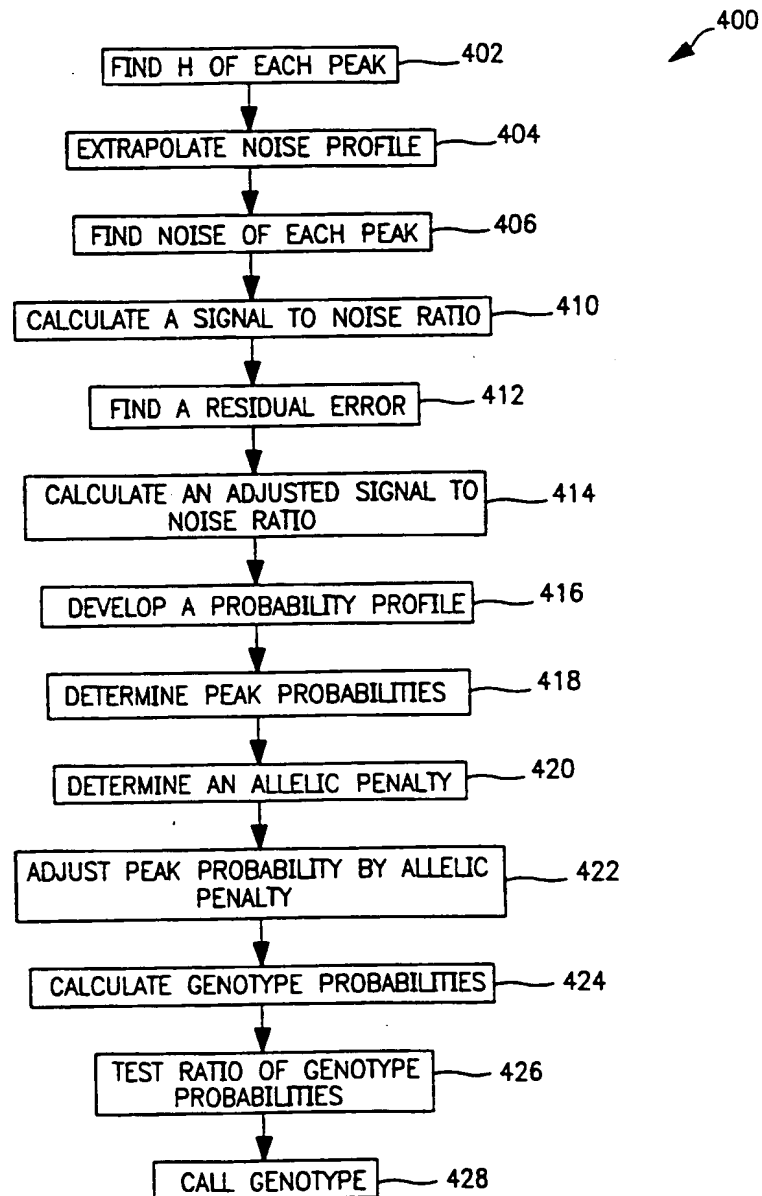 400
FIND H OF EACH PEAK 402
EXTRAPOLATE NOISE PROFILE 404
FIND NOISE OF EACH PEAK 406
CALCULATE A SIGNAL TO NOISE RATIO 410
FIND A RESIDUAL ERROR 412
CALCULATE AN ADJUSTED SIGNAL TO
NOISE RATIO
414
DEVELOP A PROBABILITY PROFILE 416
DETERMINE PEAK PROBABILITIES 418
DETERMINE AN ALLELIC PENALTY 420
ADJUST PEAK PROBABILITY BY ALLELIC
PENALTY
422
CALCULATE GENOTYPE PROBABILITIES 424
TEST RATIO OF GENOTYPE
PROBABILITIES
426
CALL GENOTYPE 428